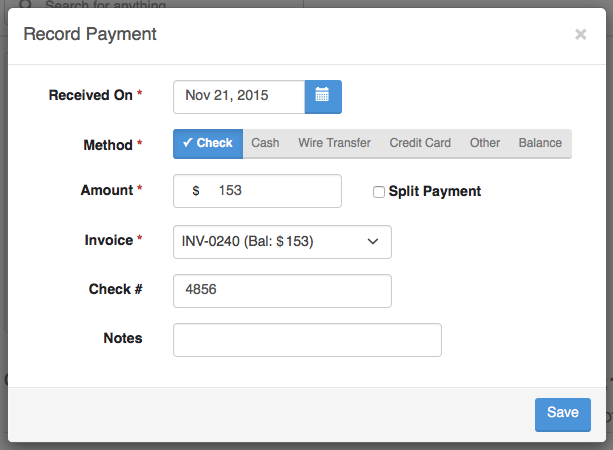 Search for anything
Record Payment ×
Received On * Nov 21, 2015
Method * ✓ Check Cash Wire Transfer Credit Card Other Balance
Amount * $ 153 Split Payment
Invoice * INV-0240 (Bal: $153)
Check # 4856
Notes
Save